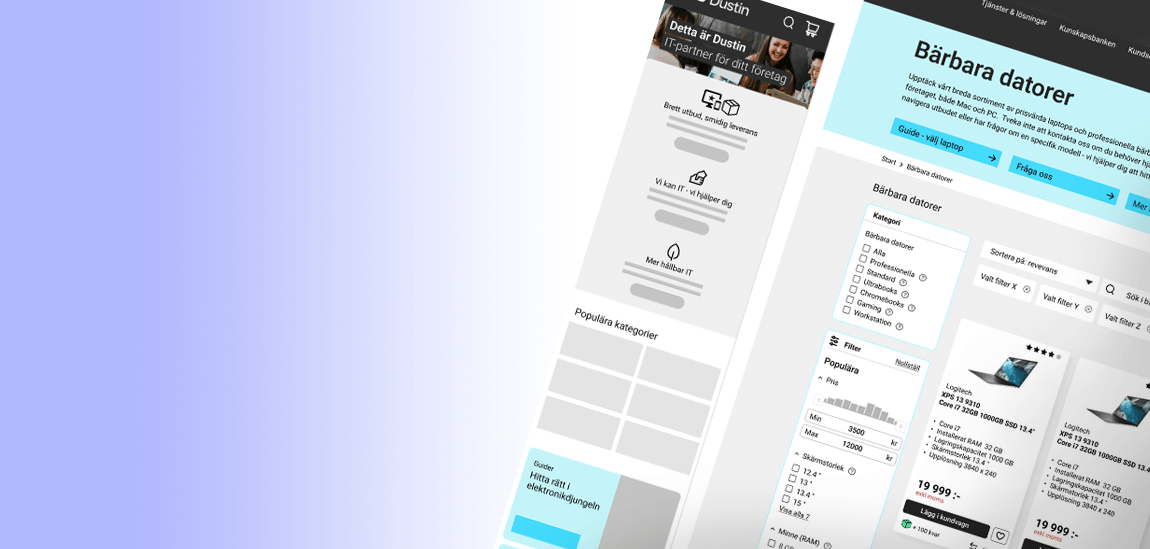 Dustin
Detta är Dustin
IT-partner för ditt företag
Brett utbud, smidig leverans
Vi kan IT - vi hjälper dig
Mer hållbar IT
Populära kategorier
Guider
Hitta rätt i
elektronikdjungeln
Tjänster & lösningar
Kunskapsbanken
Bärbara datorer
Upptäck vårt breda sortiment av prisvärda laptops och professionella
företaget, både Mac och PC. Tveka inte att kontakta oss om du behöver
navigera utbudet eller har frågor om en specifik modell - vi hjälper dig att
Guide - välj laptop
Fråga oss
Mer
Start > Bärbara datorer
Bärbara datorer
Kategori
Bärbara datorer
Alla
Professionella
Standard
Ultrabooks
Chromebooks
Gaming
Workstation
Filter
Nollställ
Populära
Pris
Min 3500 kr
Max 12000 kr
Skärmstorlek
12.4 "
13 "
13.4 "
15 "
Visa alla 7
Minne (RAM)
8 GB
Sortera på: revevans
Sök i
Valt filter X
Valt filter Y
Valt filter Z
Logitech
XPS 13 9310
Core i7 32GB 1000GB SSD 13.4"
• Core i7
• Installerat RAM 32 GB
• Lagringskapacitet 1000 GB
• Skärmstorlek 13.4 "
• Upplösning 3840 x 240
19 999 :-
exkl moms
Lägg i kundvagn
+ 100 kvar
Logitech
XPS 13 9310
Core i7 32GB 1000GB SSD 13.4
• Core i7
• Installerat RAM 32 GB
• Lagringskapacitet 1000 GB
• Skärmstorlek 13.4 "
• Upplösning 3840 x 240
19 999 :-
exkl moms